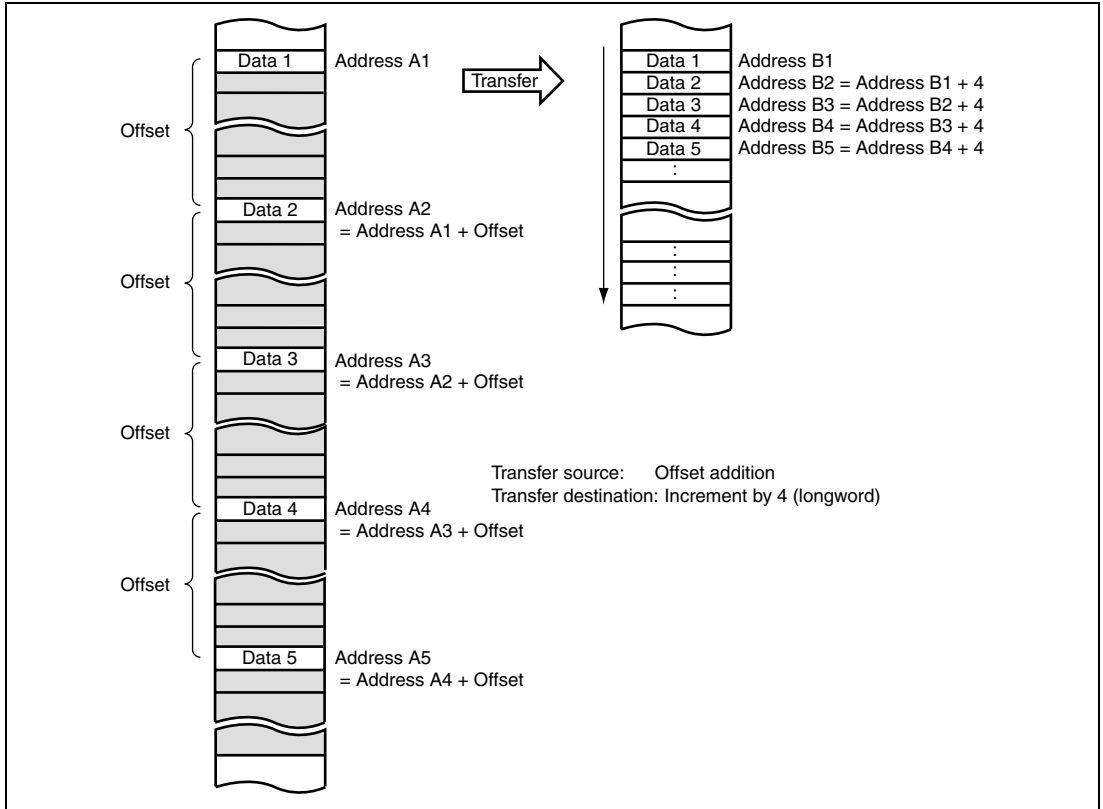 Data 1 Address A1
Offset
Data 2 Address A2
= Address A1 + Offset
Offset
Data 3 Address A3
= Address A2 + Offset
Offset
Data 4 Address A4
= Address A3 + Offset
Offset
Data 5 Address A5
= Address A4 + Offset
Transfer
Data 1 Address B1
Data 2 Address B2 = Address B1 + 4
Data 3 Address B3 = Address B2 + 4
Data 4 Address B4 = Address B3 + 4
Data 5 Address B5 = Address B4 + 4
:
:
:
:
Transfer source: Offset addition
Transfer destination: Increment by 4 (longword)